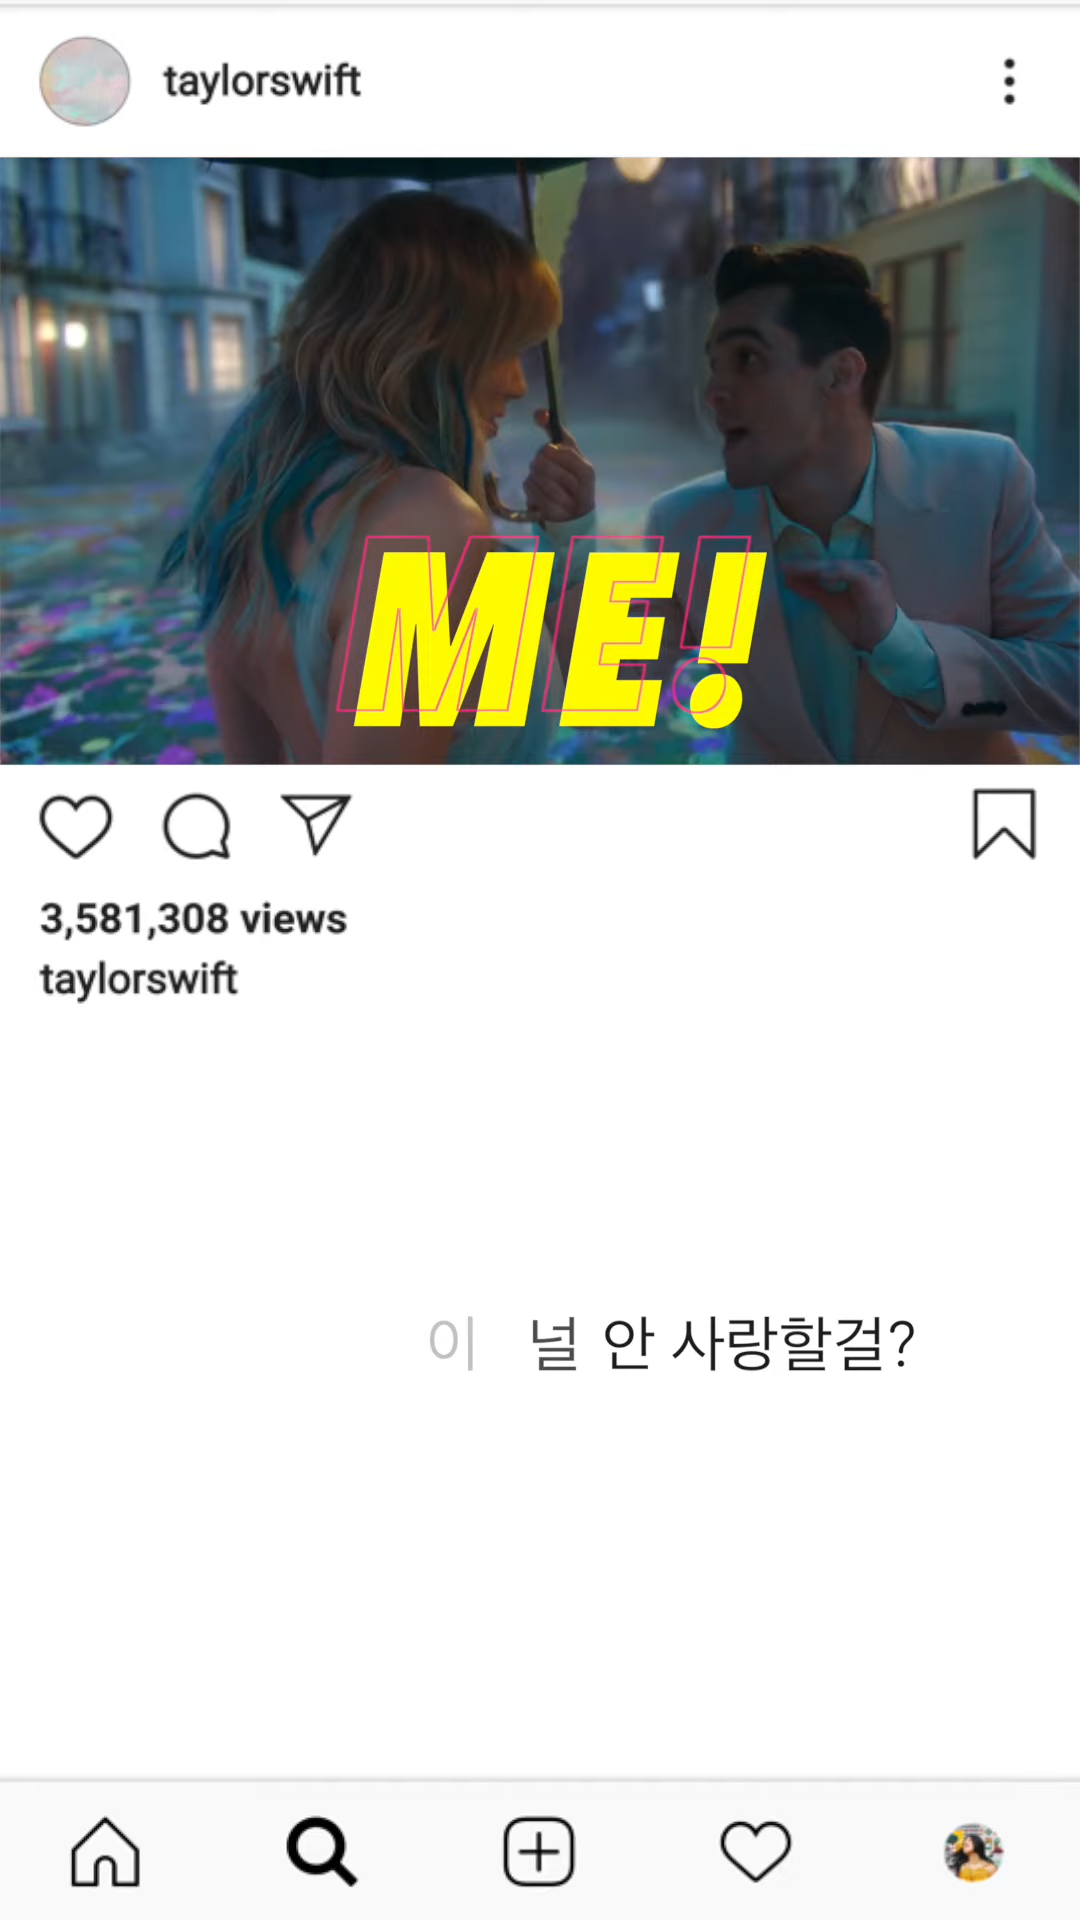 taylorswift
ME!
3,581,308 views
taylorswift
이 널 안 사랑할걸?